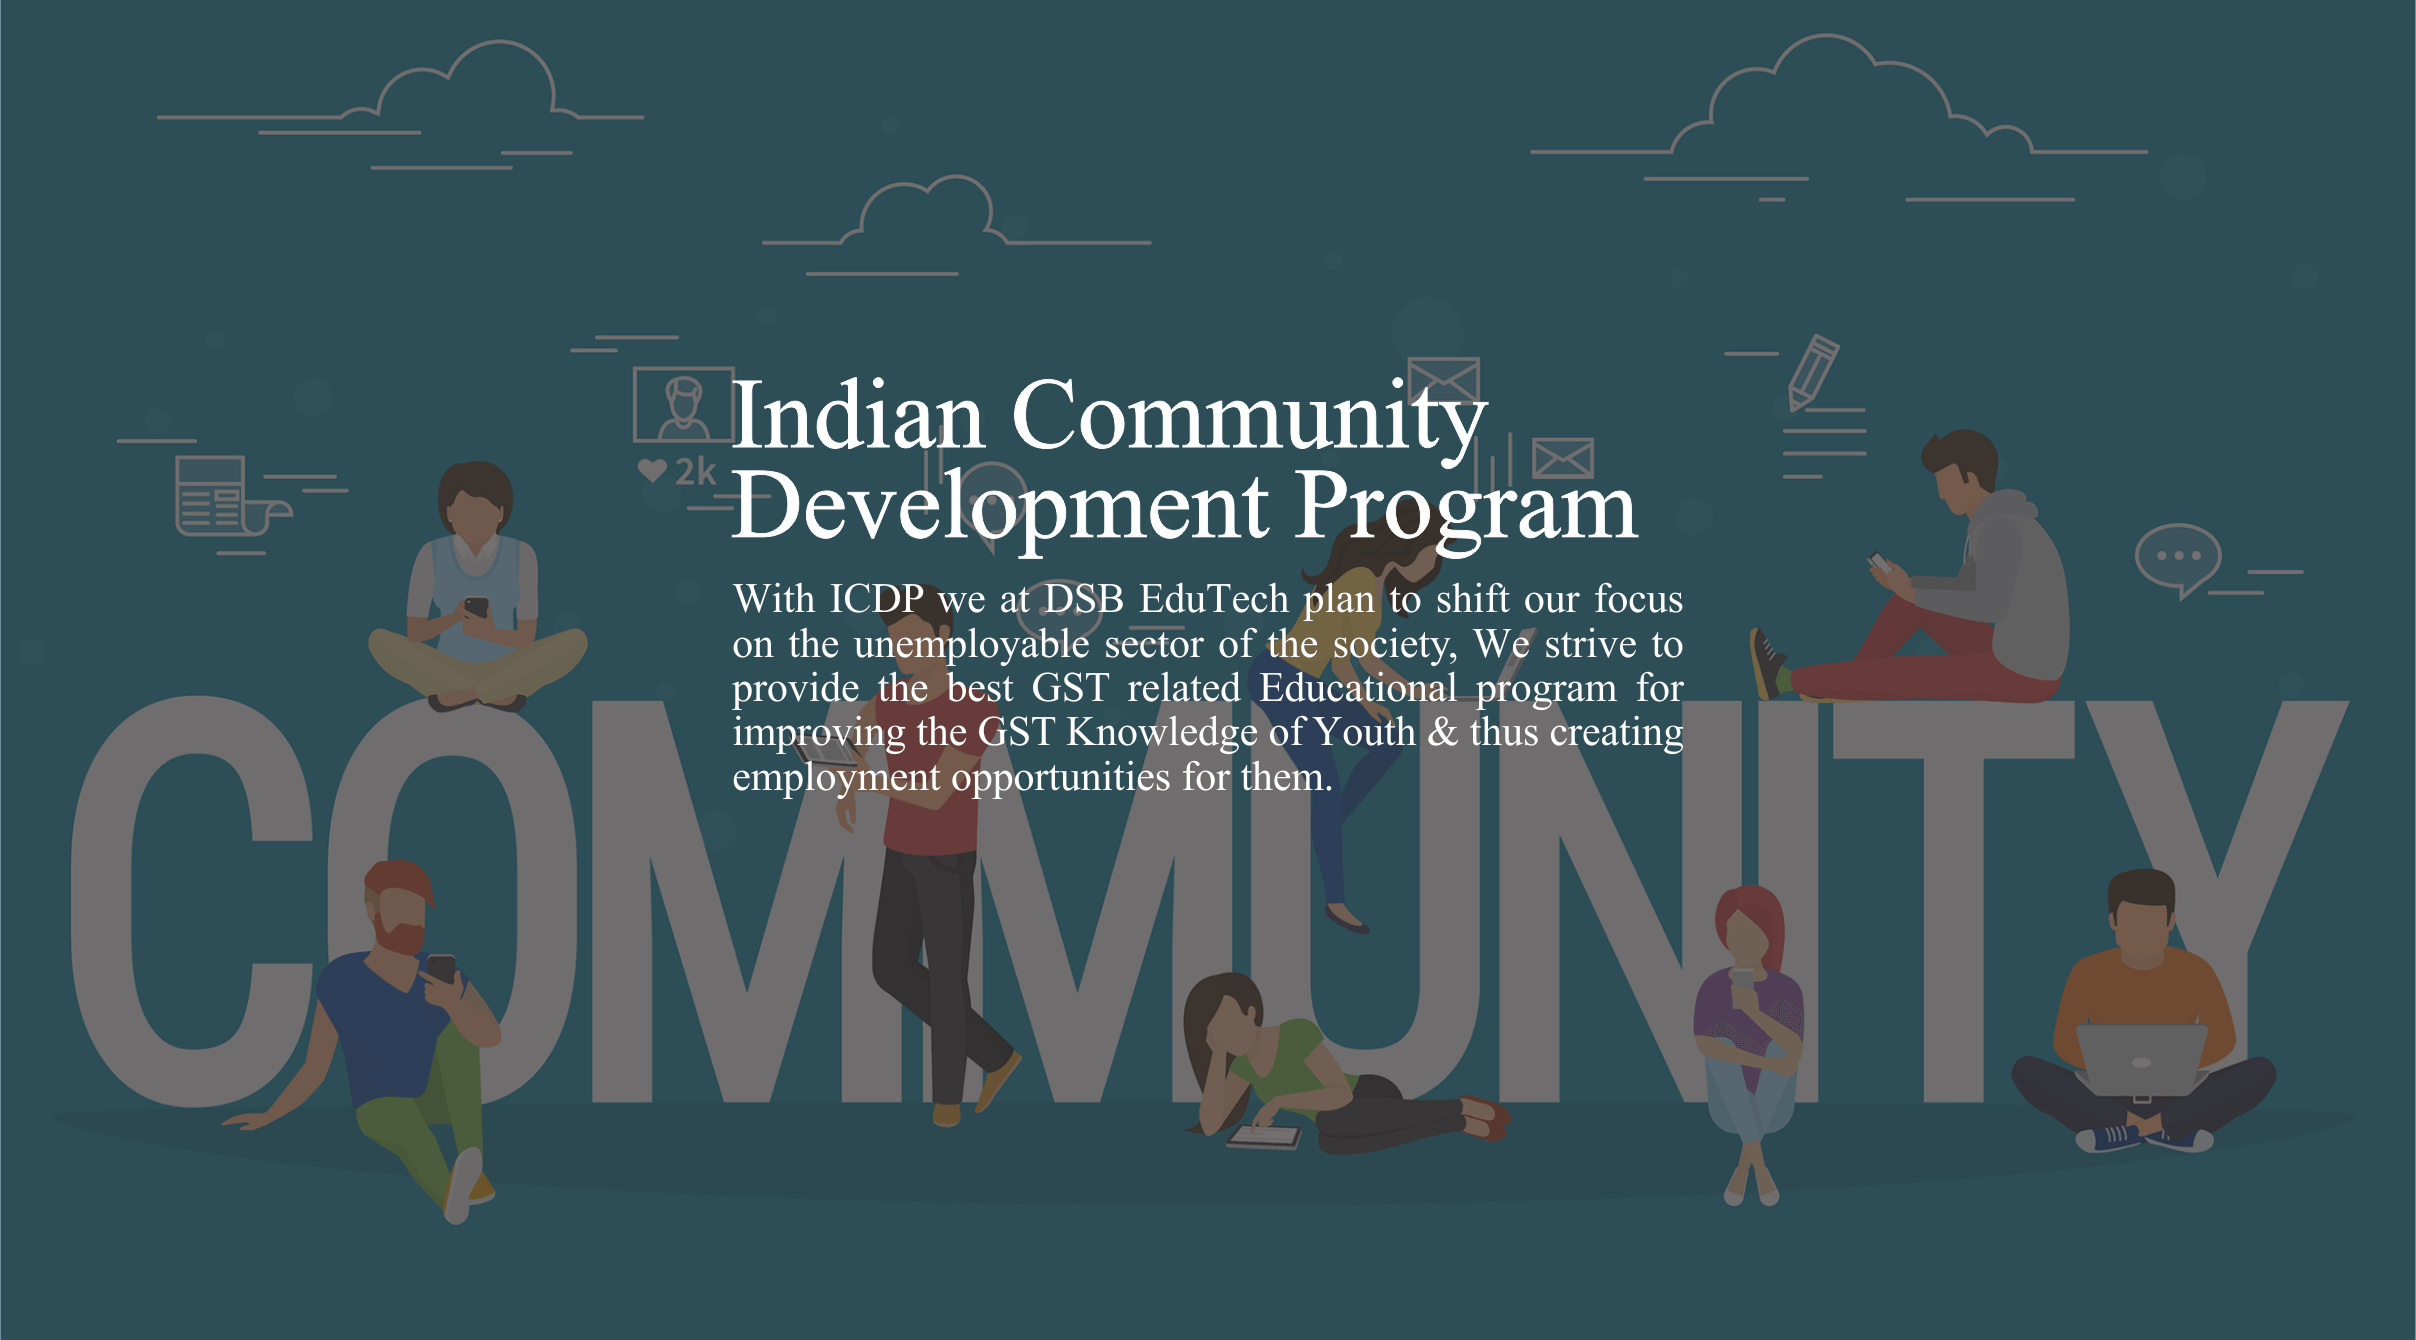 Indian Community
Development Program
2k
With ICDP we at DSB EduTech plan to shift our focus
on the unemployable sector of the society, We strive to
provide the best GST related Educational program for
improving the GST Knowledge of Youth & thus creating
employment opportunities for them.
COMMUNITY